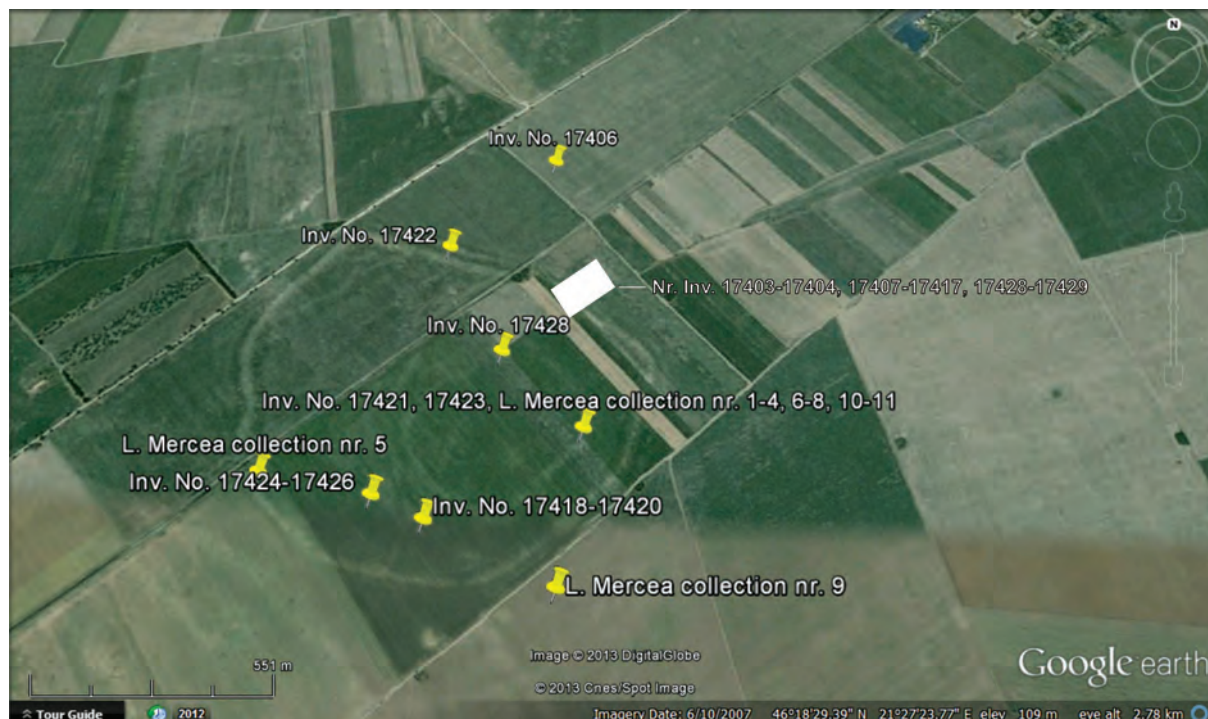 N
Inv. No. 17406
Inv. No. 17422
Nr. Inv. 17403-17404, 17407-17417, 17428-17429
Inv. No. 17428
Inv. No. 17421, 17423, L. Mercea collection nr. 1-4, 6-8, 10-11
L. Mercea collection nr. 5
Inv. No. 17424-17426
Inv. No. 17418-17420
L. Mercea collection nr. 9
551 m
Image © 2013 DigitalGlobe
© 2013 Cnes/Spot Image
Google earth
Tour Guide 2012 Imagery Date: 6/10/2007 46°18'29.39" N 21°27'23.77" E elev 109 m eye alt 2.78 km